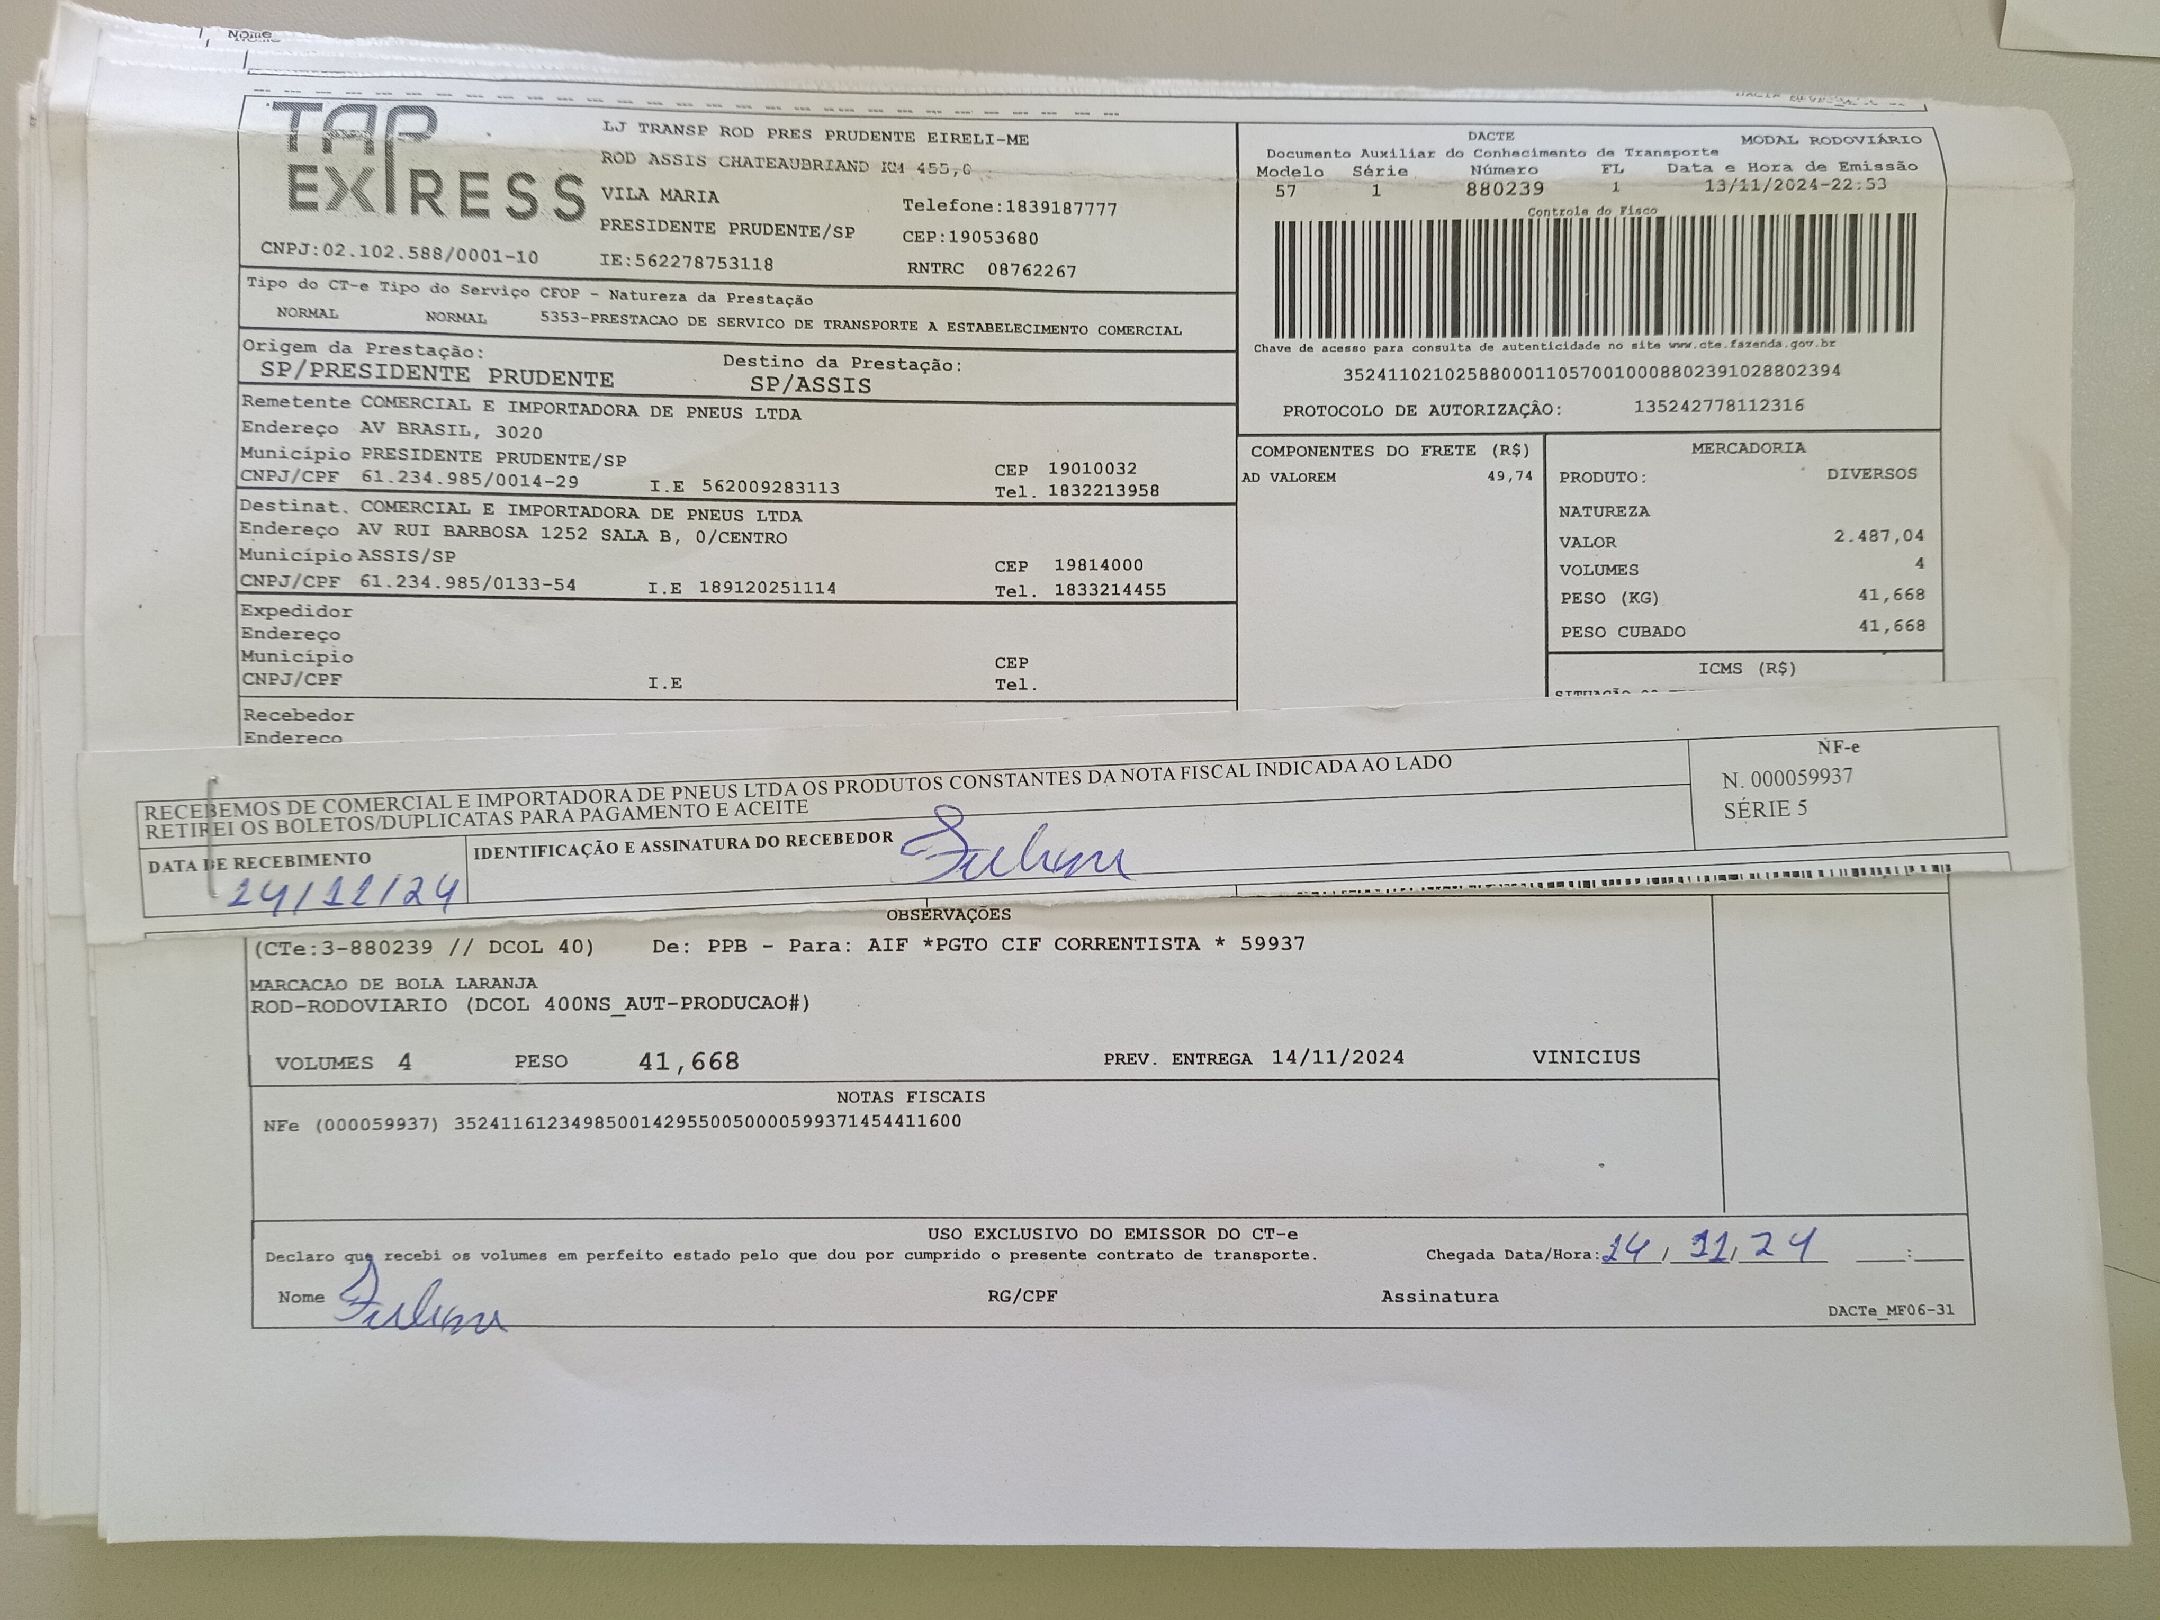 Nome
TAP
EXPRESS
CNPJ:02.102.588/0001-10
LJ TRANSP ROD PRES PRUDENTE EIRELI-ME
ROD ASSIS CHATEAUBRIAND KM 455,0
VILA MARIA
Telefone:1839187777
PRESIDENTE PRUDENTE/SP
CEP:19053680
IE:562278753118
RNTRC 08762267
DACTE
MODAL RODOVIÁRIO
Documento Auxiliar do Conhecimento de Transporte
Modelo Série Número FL Data e Hora de Emissão
57 1 880239 1 13/11/2024-22:53
Controle do Fisco
Chave de acesso para consulta de autenticidade no site www.cte.fazenda.gov.br
35241102102588000110570010008802391028802394
PROTOCOLO DE AUTORIZAÇÃO: 135242778112316
Tipo do CT-e Tipo do Serviço CFOP - Natureza da Prestação
NORMAL NORMAL 5353-PRESTACAO DE SERVICO DE TRANSPORTE A ESTABELECIMENTO COMERCIAL
Origem da Prestação: Destino da Prestação:
SP/PRESIDENTE PRUDENTE SP/ASSIS
Remetente COMERCIAL E IMPORTADORA DE PNEUS LTDA
Endereço AV BRASIL, 3020
Município PRESIDENTE PRUDENTE/SP CEP 19010032
CNPJ/CPF 61.234.985/0014-29 I.E 562009283113 Tel. 1832213958
Destinat. COMERCIAL E IMPORTADORA DE PNEUS LTDA
Endereço AV RUI BARBOSA 1252 SALA B, 0/CENTRO
Município ASSIS/SP CEP 19814000
CNPJ/CPF 61.234.985/0133-54 I.E 189120251114 Tel. 1833214455
Expedidor
Endereço
Município CEP
CNPJ/CPF I.E Tel.
Recebedor
Endereço
COMPONENTES DO FRETE (R$)
AD VALOREM 49,74
MERCADORIA
PRODUTO: DIVERSOS
NATUREZA
VALOR 2.487,04
VOLUMES 4
PESO (KG) 41,668
PESO CUBADO 41,668
ICMS (R$)
RECEBEMOS DE COMERCIAL E IMPORTADORA DE PNEUS LTDA OS PRODUTOS CONSTANTES DA NOTA FISCAL INDICADA AO LADO
RETIREI OS BOLETOS/DUPLICATAS PARA PAGAMENTO E ACEITE
DATA DE RECEBIMENTO
14/11/24
IDENTIFICAÇÃO E ASSINATURA DO RECEBEDOR
NF-e
N. 000059937
SÉRIE 5
OBSERVAÇÕES
(CTe:3-880239 // DCOL 40) De: PPB - Para: AIF *PGTO CIF CORRENTISTA * 59937
MARCACAO DE BOLA LARANJA
ROD-RODOVIARIO (DCOL 400NS_AUT-PRODUCAO#)
VOLUMES 4 PESO 41,668 PREV. ENTREGA 14/11/2024 VINICIUS
NOTAS FISCAIS
NFe (000059937) 35241161234985001429550050000599371454411600
USO EXCLUSIVO DO EMISSOR DO CT-e
Declaro que recebi os volumes em perfeito estado pelo que dou por cumprido o presente contrato de transporte. Chegada Data/Hora: 14, 11, 24 :
Nome RG/CPF Assinatura
DACTe_MF06-31